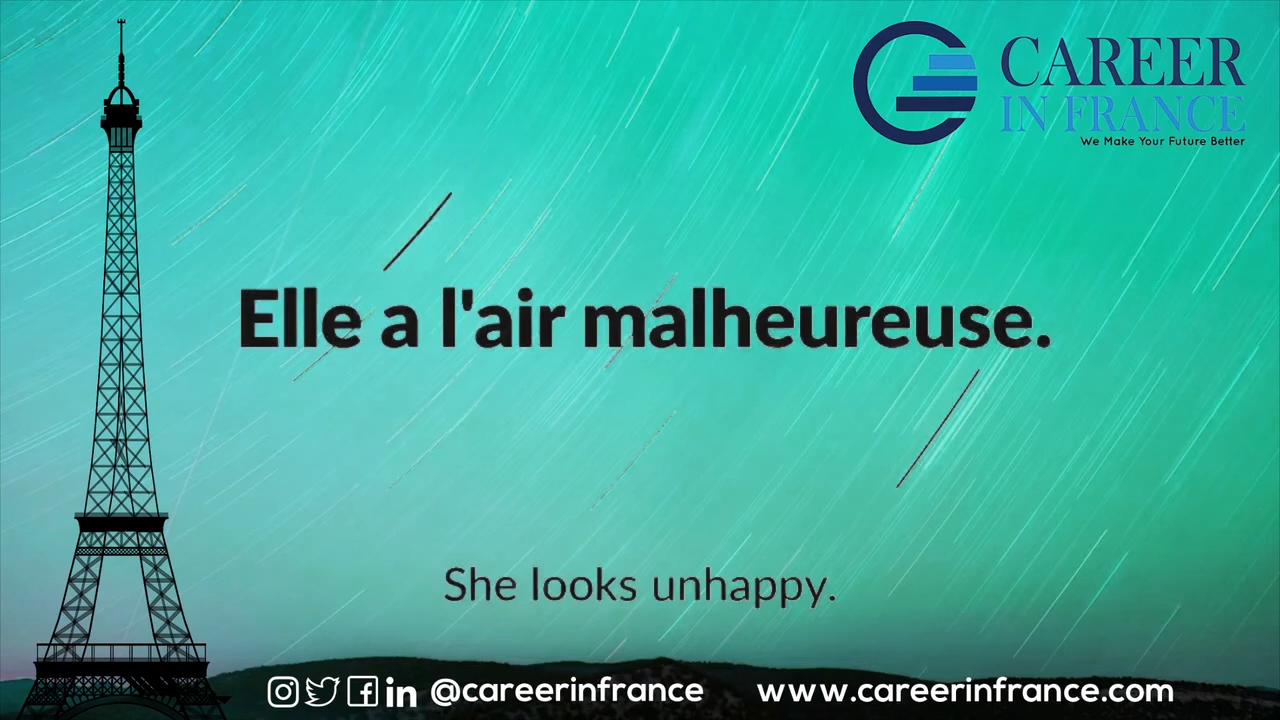 CAREER
IN FRANCE
We Make Your Future Better
Elle a l'air malheureuse.
She looks unhappy.
@careerinfrance www.careerinfrance.com